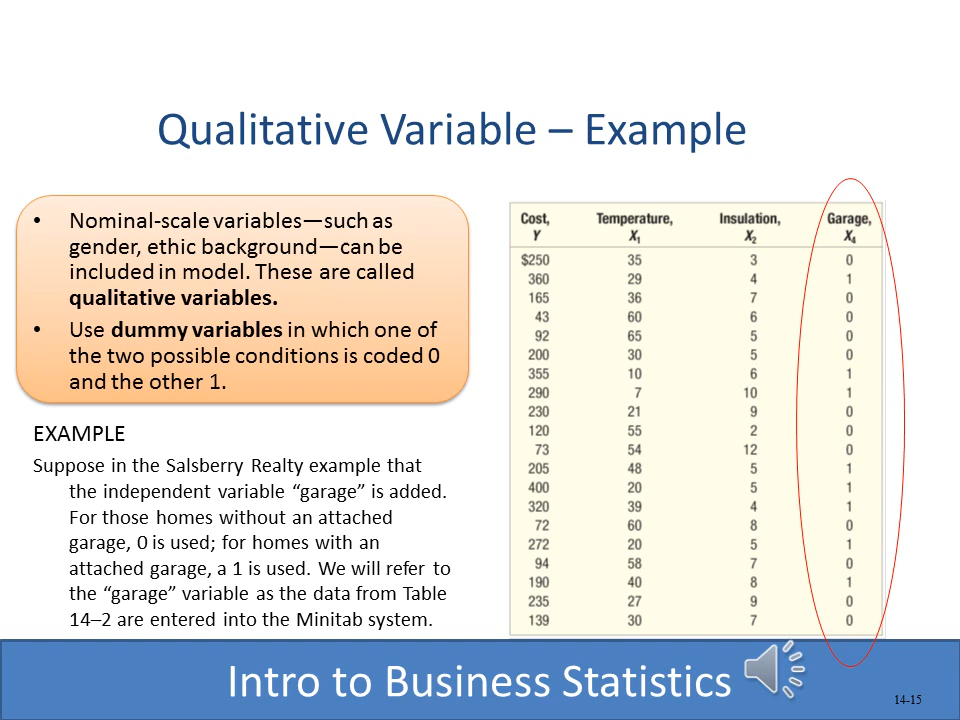 Qualitative Variable – Example
• Nominal-scale variables—such as
gender, ethic background—can be
included in model. These are called
qualitative variables.
• Use dummy variables in which one of
the two possible conditions is coded 0
and the other 1.
EXAMPLE
Suppose in the Salsberry Realty example that
the independent variable “garage” is added.
For those homes without an attached
garage, 0 is used; for homes with an
attached garage, a 1 is used. We will refer to
the “garage” variable as the data from Table
14–2 are entered into the Minitab system.
Cost, Temperature, Insulation, Garage,
Y X1 X2 X4
$250 35 3 0
360 29 4 1
165 36 7 0
43 60 6 0
92 65 5 0
200 30 5 0
355 10 6 1
290 7 10 1
230 21 9 0
120 55 2 0
73 54 12 0
205 48 5 1
400 20 5 1
320 39 4 1
72 60 8 0
272 20 5 1
94 58 7 0
190 40 8 1
235 27 9 0
139 30 7 0
Intro to Business Statistics
14-15